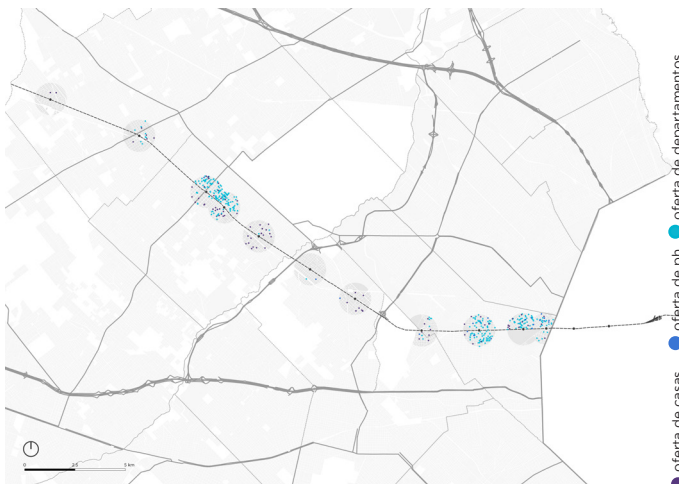 oferta de departamentos
oferta de ph
oferta de casas
0 2.5 5 km